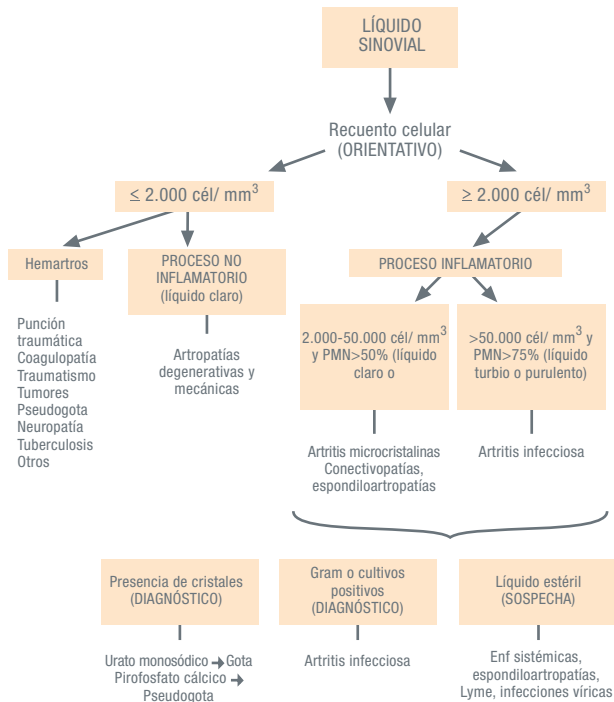 LÍQUIDO
SINOVIAL
Recuento celular
(ORIENTATIVO)
≤ 2.000 cél/ mm³
≥ 2.000 cél/ mm³
Hemartros
PROCESO NO
INFLAMATORIO
(líquido claro)
PROCESO INFLAMATORIO
Punción
traumática
Coagulopatía
Traumatismo
Tumores
Pseudogota
Neuropatía
Tuberculosis
Otros
Artropatías
degenerativas y
mecánicas
2.000-50.000 cél/ mm³
y PMN>50% (líquido
claro o
>50.000 cél/ mm³ y
PMN>75% (líquido
turbio o purulento)
Artritis microcristalinas
Conectivopatías,
espondiloartropatías
Artritis infecciosa
Presencia de cristales
(DIAGNÓSTICO)
Gram o cultivos
positivos
(DIAGNÓSTICO)
Líquido estéril
(SOSPECHA)
Urato monosódico → Gota
Pirofosfato cálcico →
Pseudogota
Artritis infecciosa
Enf sistémicas,
espondiloartropatías,
Lyme, infecciones víricas